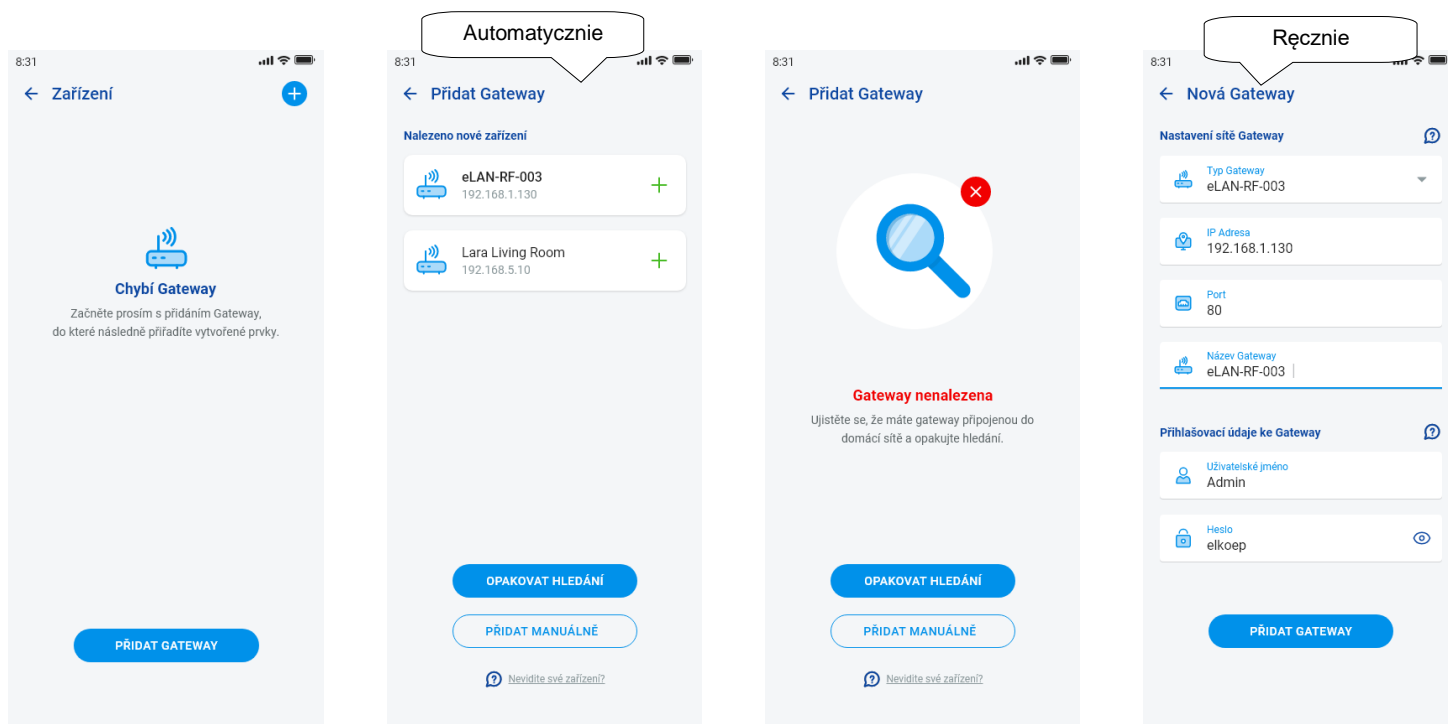 8:31
Zařízení
Chybí Gateway
Začněte prosím s přidáním Gateway,
do které následně přiřadíte vytvořené prvky.
PŘIDAT GATEWAY
Automatycznie
8:31
Přidat Gateway
Nalezeno nové zařízení
eLAN-RF-003
192.168.1.130
Lara Living Room
192.168.5.10
OPAKOVAT HLEDÁNÍ
PŘIDAT MANUÁLNĚ
Nevidíte své zařízení?
8:31
Přidat Gateway
Gateway nenalezena
Ujistěte se, že máte gateway připojenou do
domácí sítě a opakujte hledání.
OPAKOVAT HLEDÁNÍ
PŘIDAT MANUÁLNĚ
Nevidíte své zařízení?
Ręcznie
8:31
Nová Gateway
Nastavení sítě Gateway
Typ Gateway
eLAN-RF-003
IP Adresa
192.168.1.130
Port
80
Název Gateway
eLAN-RF-003
Přihlašovací údaje ke Gateway
Uživatelské jméno
Admin
Heslo
elkoep
PŘIDAT GATEWAY